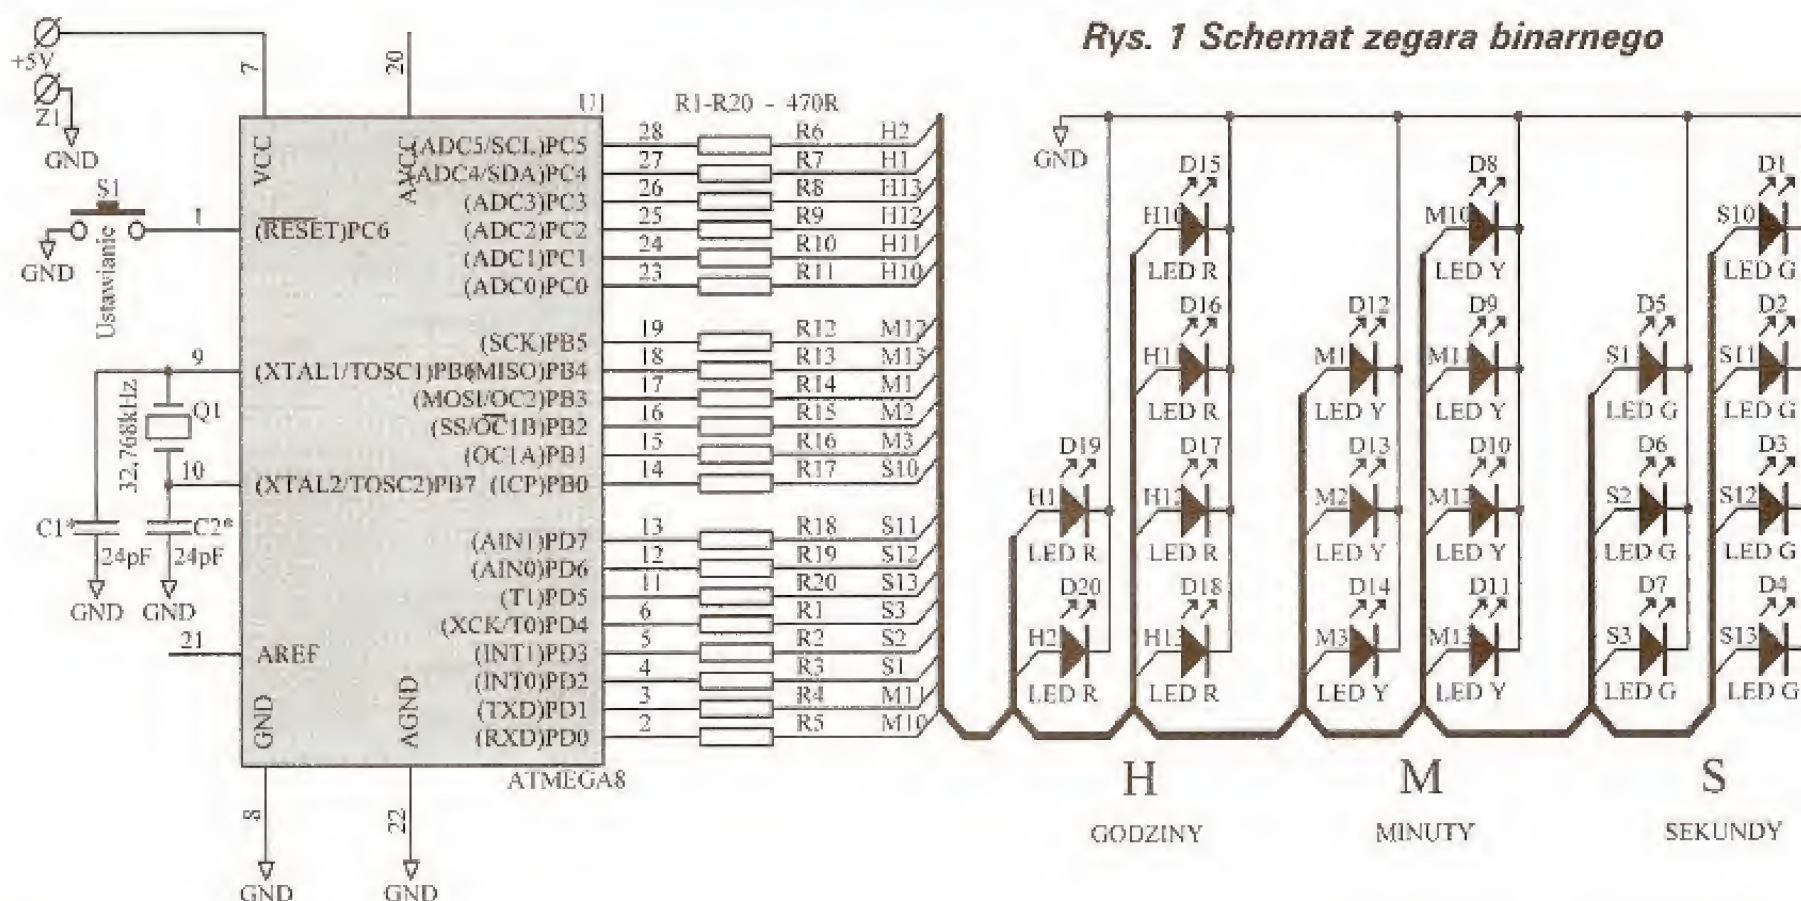 Rys. 1 Schemat zegara binarnego
+5V
Z1
GND
7
20
U1
R1-R20 - 470R
VCC
AVCC
S1
Ustawianie
GND
1
(RESET)PC6
(ADC5/SCL)PC5 28 R6 H2
(ADC4/SDA)PC4 27 R7 H1
(ADC3)PC3 26 R8 H13
(ADC2)PC2 25 R9 H12
(ADC1)PC1 24 R10 H11
(ADC0)PC0 23 R11 H10
(SCK)PB5 19 R12 M12
9 (XTAL1/TOSC1)PB6 (MISO)PB4 18 R13 M13
(MOSI/OC2)PB3 17 R14 M1
(SS/OC1B)PB2 16 R15 M2
(OC1A)PB1 15 R16 M3
10 (XTAL2/TOSC2)PB7 (ICP)PB0 14 R17 S10
32,768kHz
Q1
C1*
24pF
C2*
24pF
GND GND
(AIN1)PD7 13 R18 S11
(AIN0)PD6 12 R19 S12
(T1)PD5 11 R20 S13
(XCK/T0)PD4 6 R1 S3
21 AREF (INT1)PD3 5 R2 S2
(INT0)PD2 4 R3 S1
(TXD)PD1 3 R4 M11
(RXD)PD0 2 R5 M10
GND
AGND
ATMEGA8
8
22
GND GND
GND
D15 D8 D1
H10 M10 S10
LED R LED Y LED G
D16 D12 D9 D5 D2
H11 M1 M11 S1 S11
LED R LED Y LED Y LED G LED G
D19 D17 D13 D10 D6 D3
H1 H12 M2 M12 S2 S12
LED R LED R LED Y LED Y LED G LED G
D20 D18 D14 D11 D7 D4
H2 H13 M3 M13 S3 S13
LED R LED R LED Y LED Y LED G LED G
H M S
GODZINY MINUTY SEKUNDY